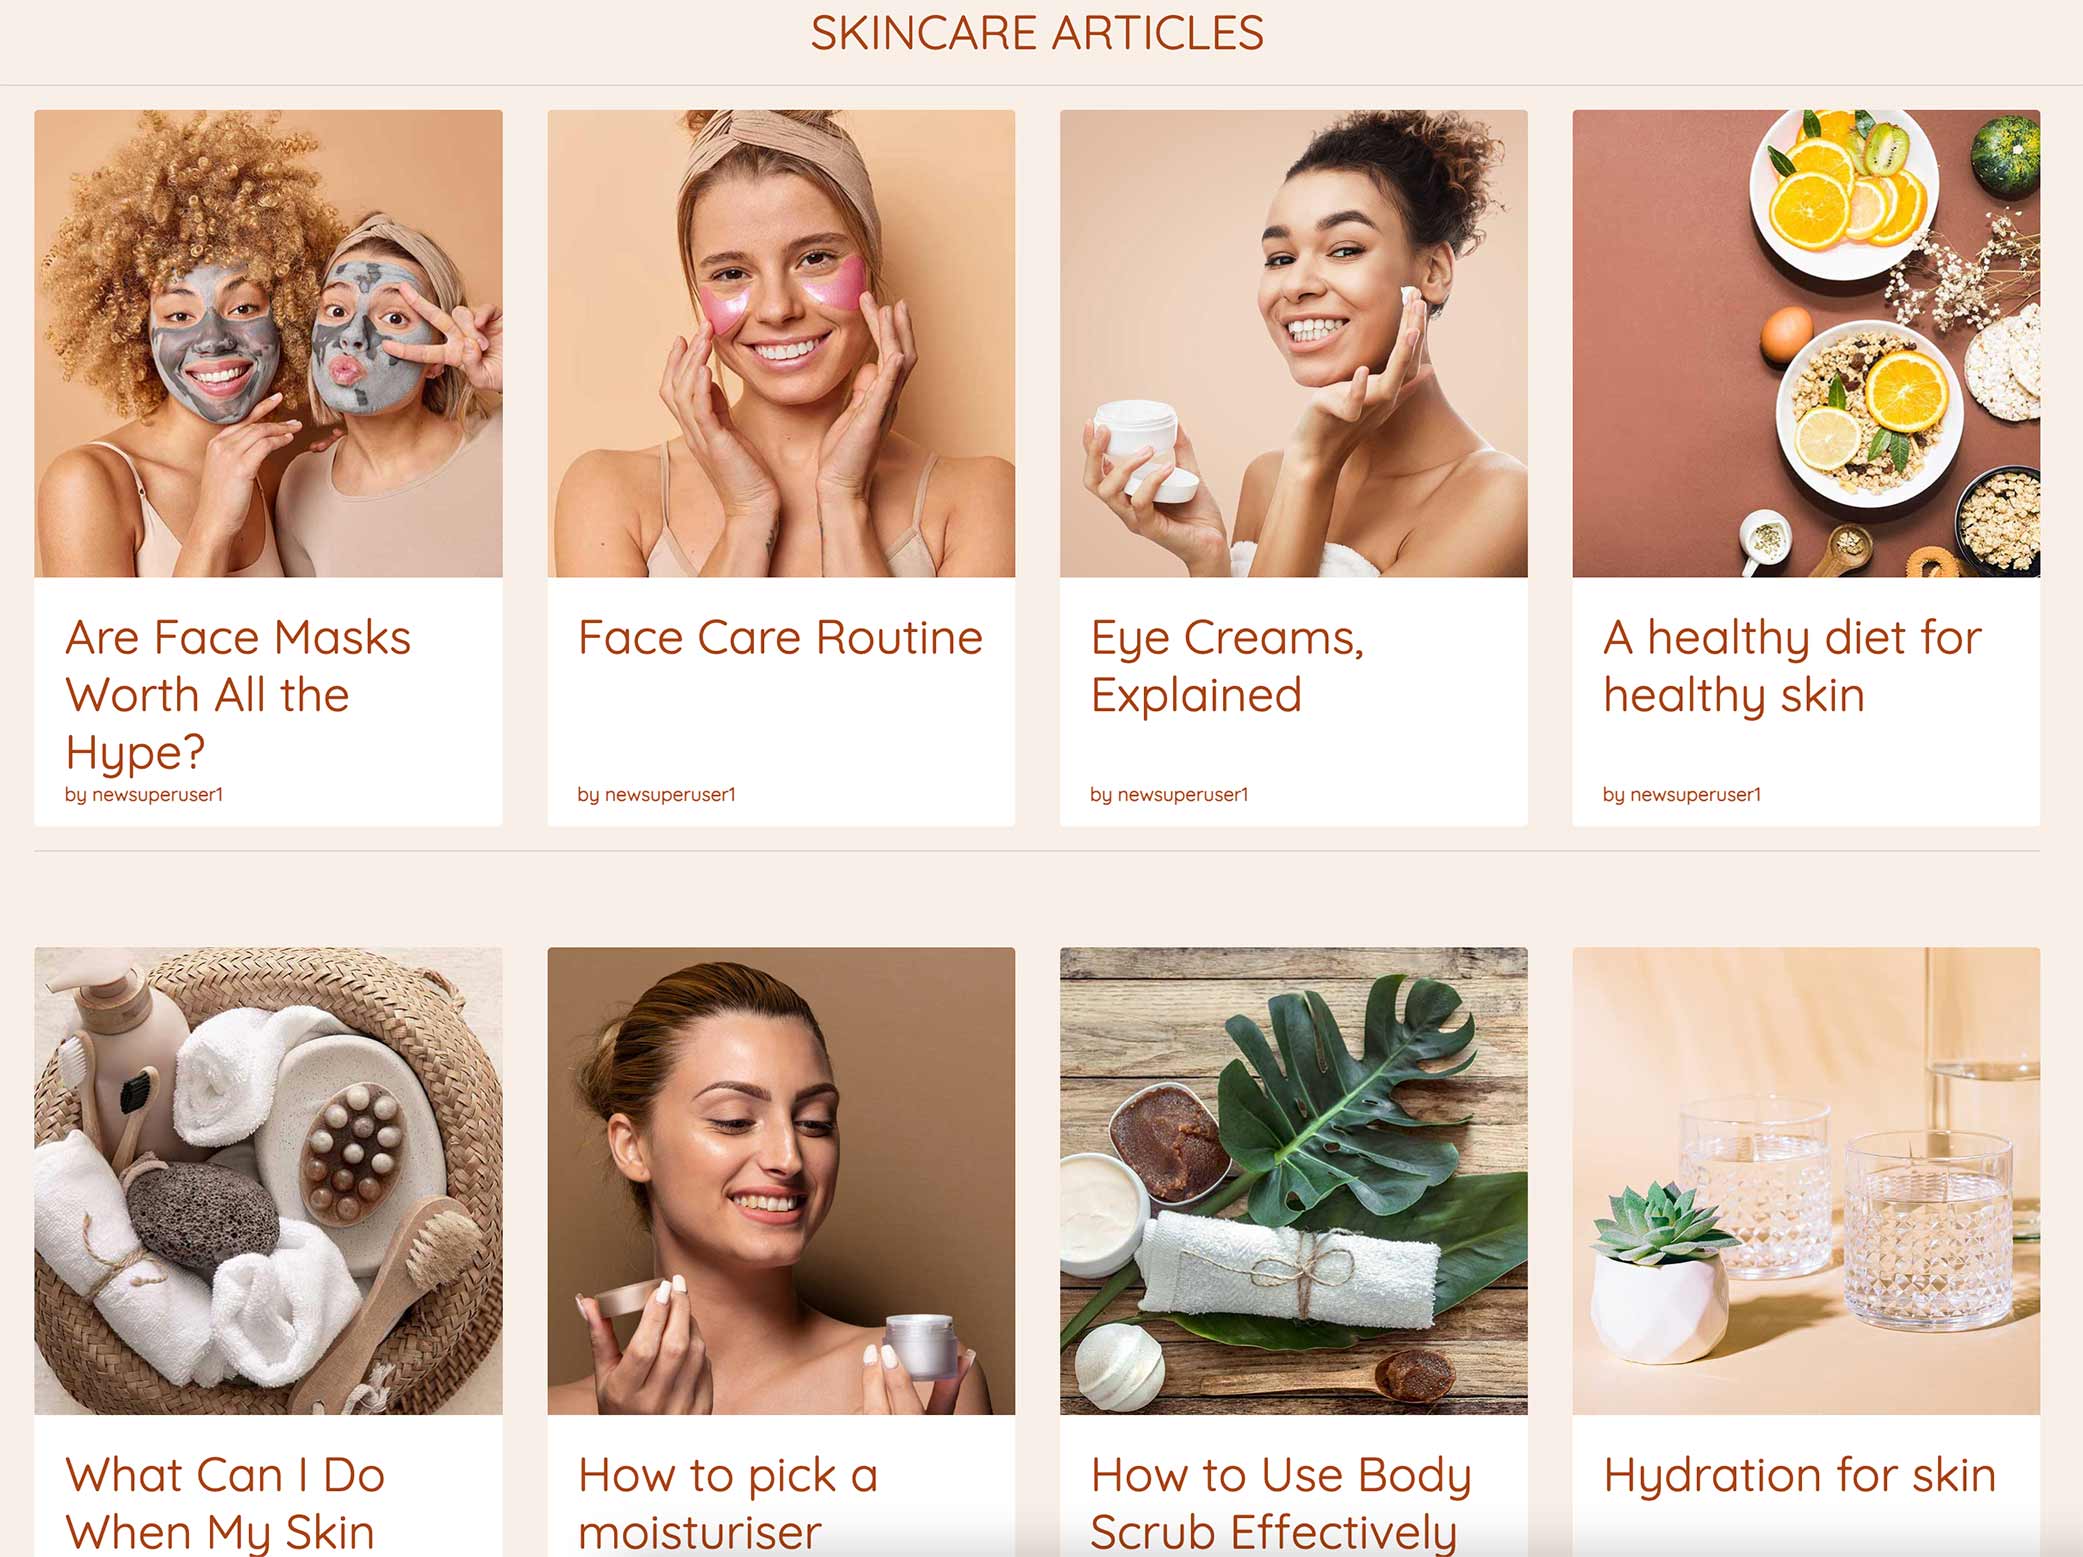 SKINCARE ARTICLES
Are Face Masks
Worth All the
Hype?
by newsuperuser1
Face Care Routine
by newsuperuser1
Eye Creams,
Explained
by newsuperuser1
A healthy diet for
healthy skin
by newsuperuser1
What Can I Do
When My Skin
How to pick a
moisturiser
How to Use Body
Scrub Effectively
Hydration for skin